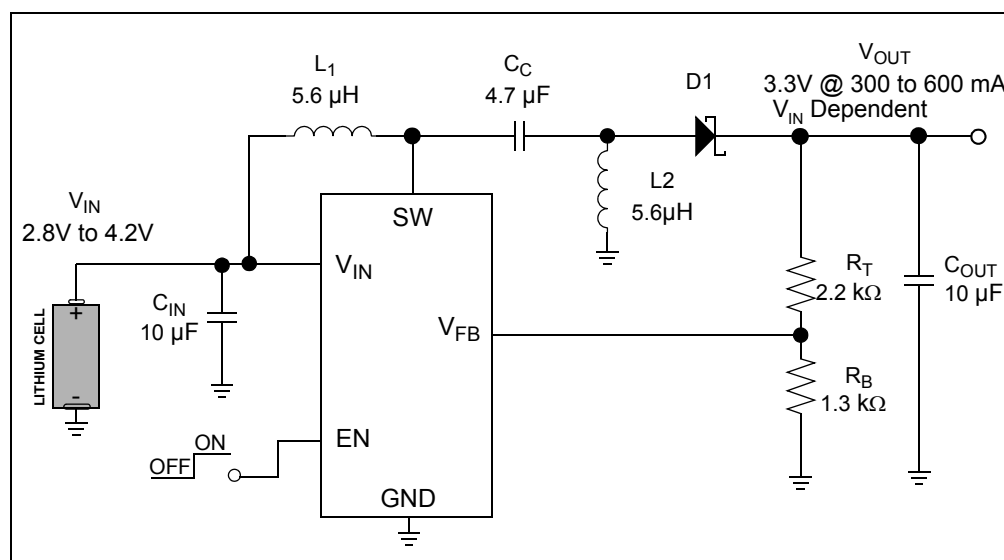 L1
5.6 µH
CC
4.7 µF
D1
VOUT
3.3V @ 300 to 600 mA
VIN Dependent
L2
5.6µH
VIN
2.8V to 4.2V
SW
VIN
CIN
10 µF
RT
2.2 kΩ
COUT
10 µF
VFB
LITHIUM CELL
+
-
RB
1.3 kΩ
ON
OFF
EN
GND